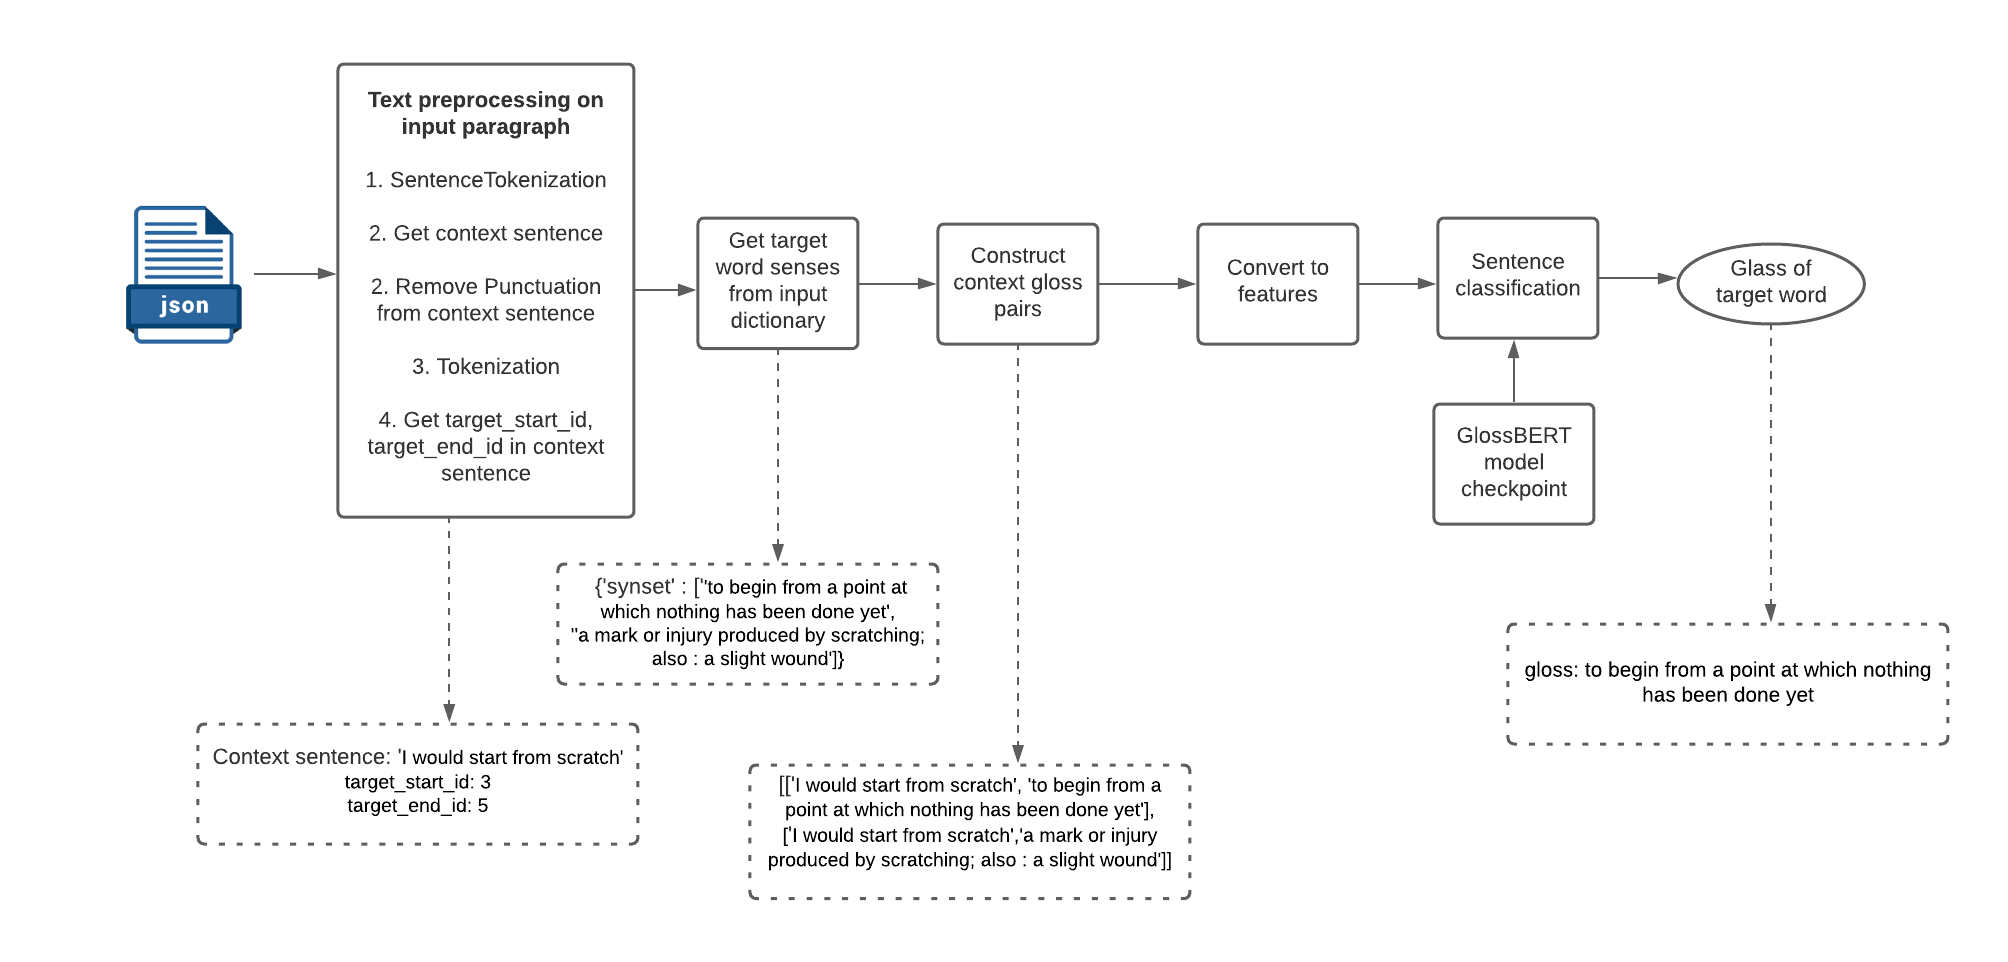 json
Text preprocessing on
input paragraph
1. SentenceTokenization
2. Get context sentence
2. Remove Punctuation
from context sentence
3. Tokenization
4. Get target_start_id,
target_end_id in context
sentence
Get target
word senses
from input
dictionary
Construct
context gloss
pairs
Convert to
features
Sentence
classification
Glass of
target word
GlossBERT
model
checkpoint
{'synset' : [''to begin from a point at
which nothing has been done yet',
"a mark or injury produced by scratching;
also : a slight wound']}
gloss: to begin from a point at which nothing
has been done yet
Context sentence: 'I would start from scratch'
target_start_id: 3
target_end_id: 5
[['I would start from scratch', 'to begin from a
point at which nothing has been done yet'],
['I would start from scratch','a mark or injury
produced by scratching; also : a slight wound']]